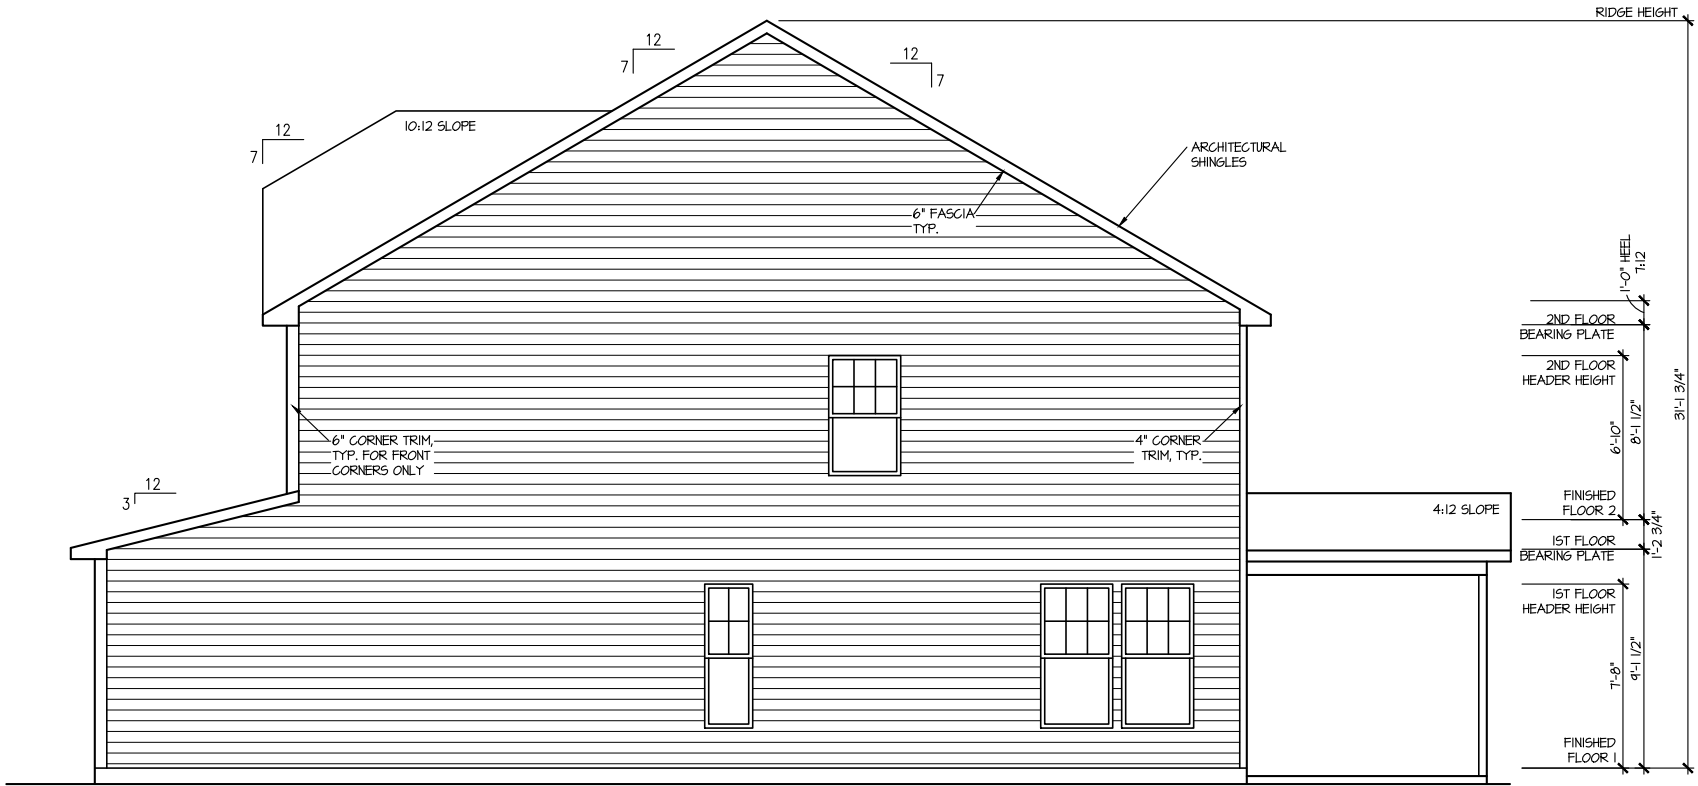 RIDGE HEIGHT
12
7
12
7
10:12 SLOPE
12
7
ARCHITECTURAL
SHINGLES
6" FASCIA
TYP.
1'-0" HEEL
7:12
2ND FLOOR
BEARING PLATE
2ND FLOOR
HEADER HEIGHT
31'-1 3/4"
8'-1 1/2"
6'-10"
6" CORNER TRIM,
TYP. FOR FRONT
CORNERS ONLY
4" CORNER
TRIM, TYP.
12
3
FINISHED
FLOOR 2
4:12 SLOPE
1'-2 3/4"
1ST FLOOR
BEARING PLATE
1ST FLOOR
HEADER HEIGHT
7'-8"
9'-1 1/2"
FINISHED
FLOOR 1